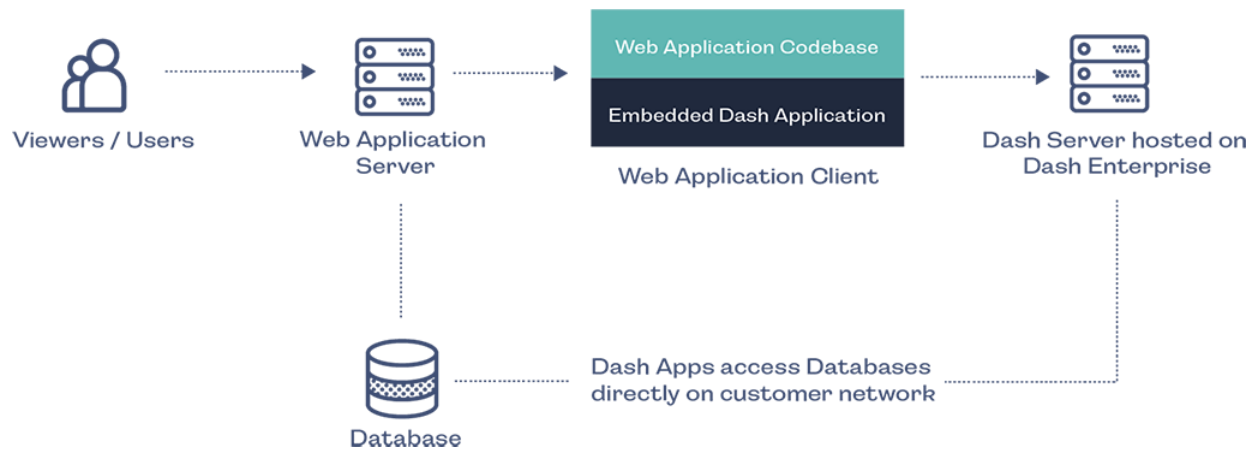 Web Application Codebase
Embedded Dash Application
Viewers / Users
Web Application
Server
Web Application Client
Dash Server hosted on
Dash Enterprise
Dash Apps access Databases
directly on customer network
Database